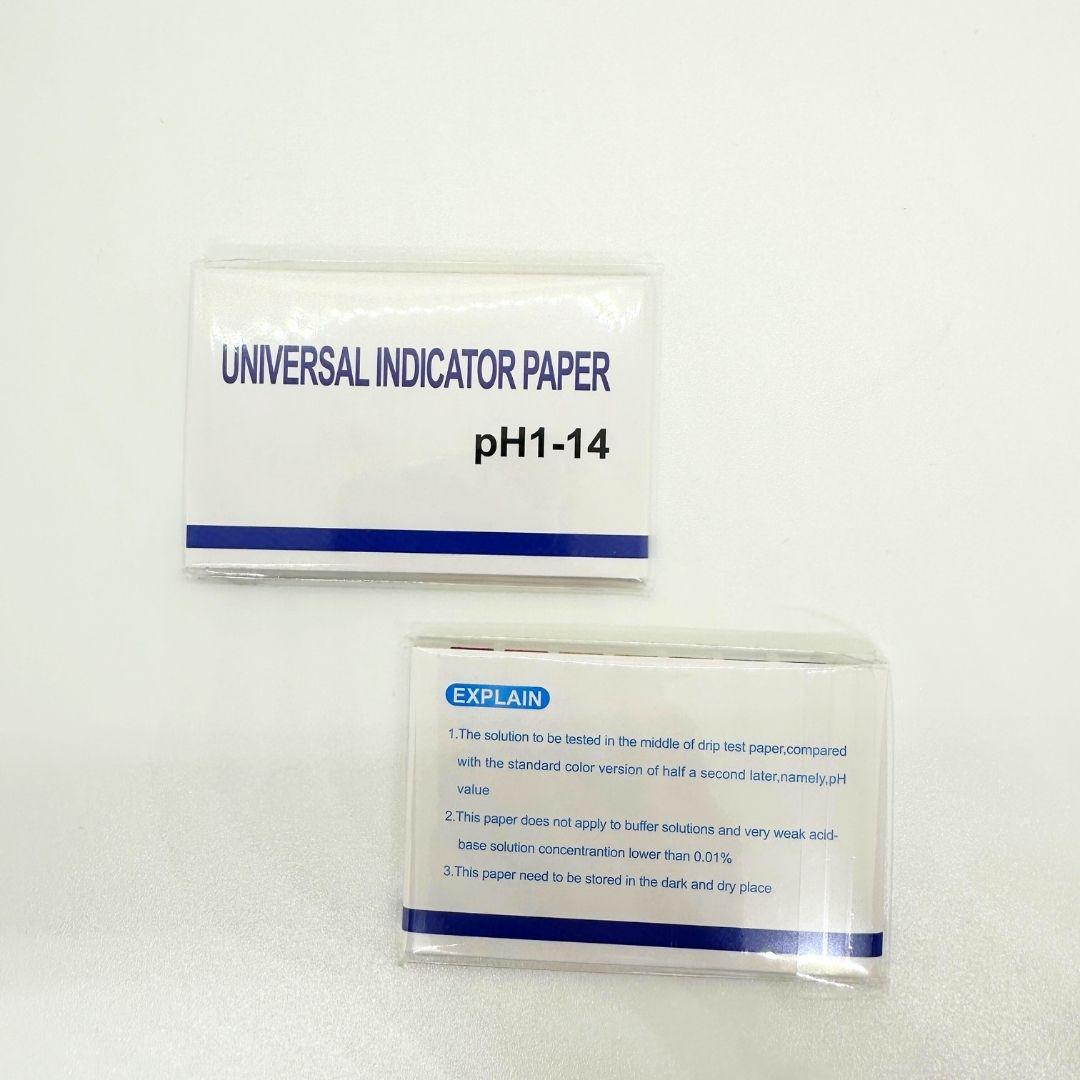 UNIVERSAL INDICATOR PAPER
pH1-14
EXPLAIN
1.The solution to be tested in the middle of drip test paper,compared
with the standard color version of half a second later,namely,pH
value
2.This paper does not apply to buffer solutions and very weak acid-
base solution concentrantion lower than 0.01%
3.This paper need to be stored in the dark and dry place